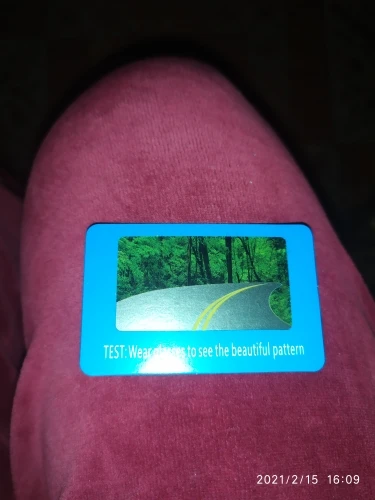 TEST: Wear to see the beautiful pattern
2021/2/15 16:09